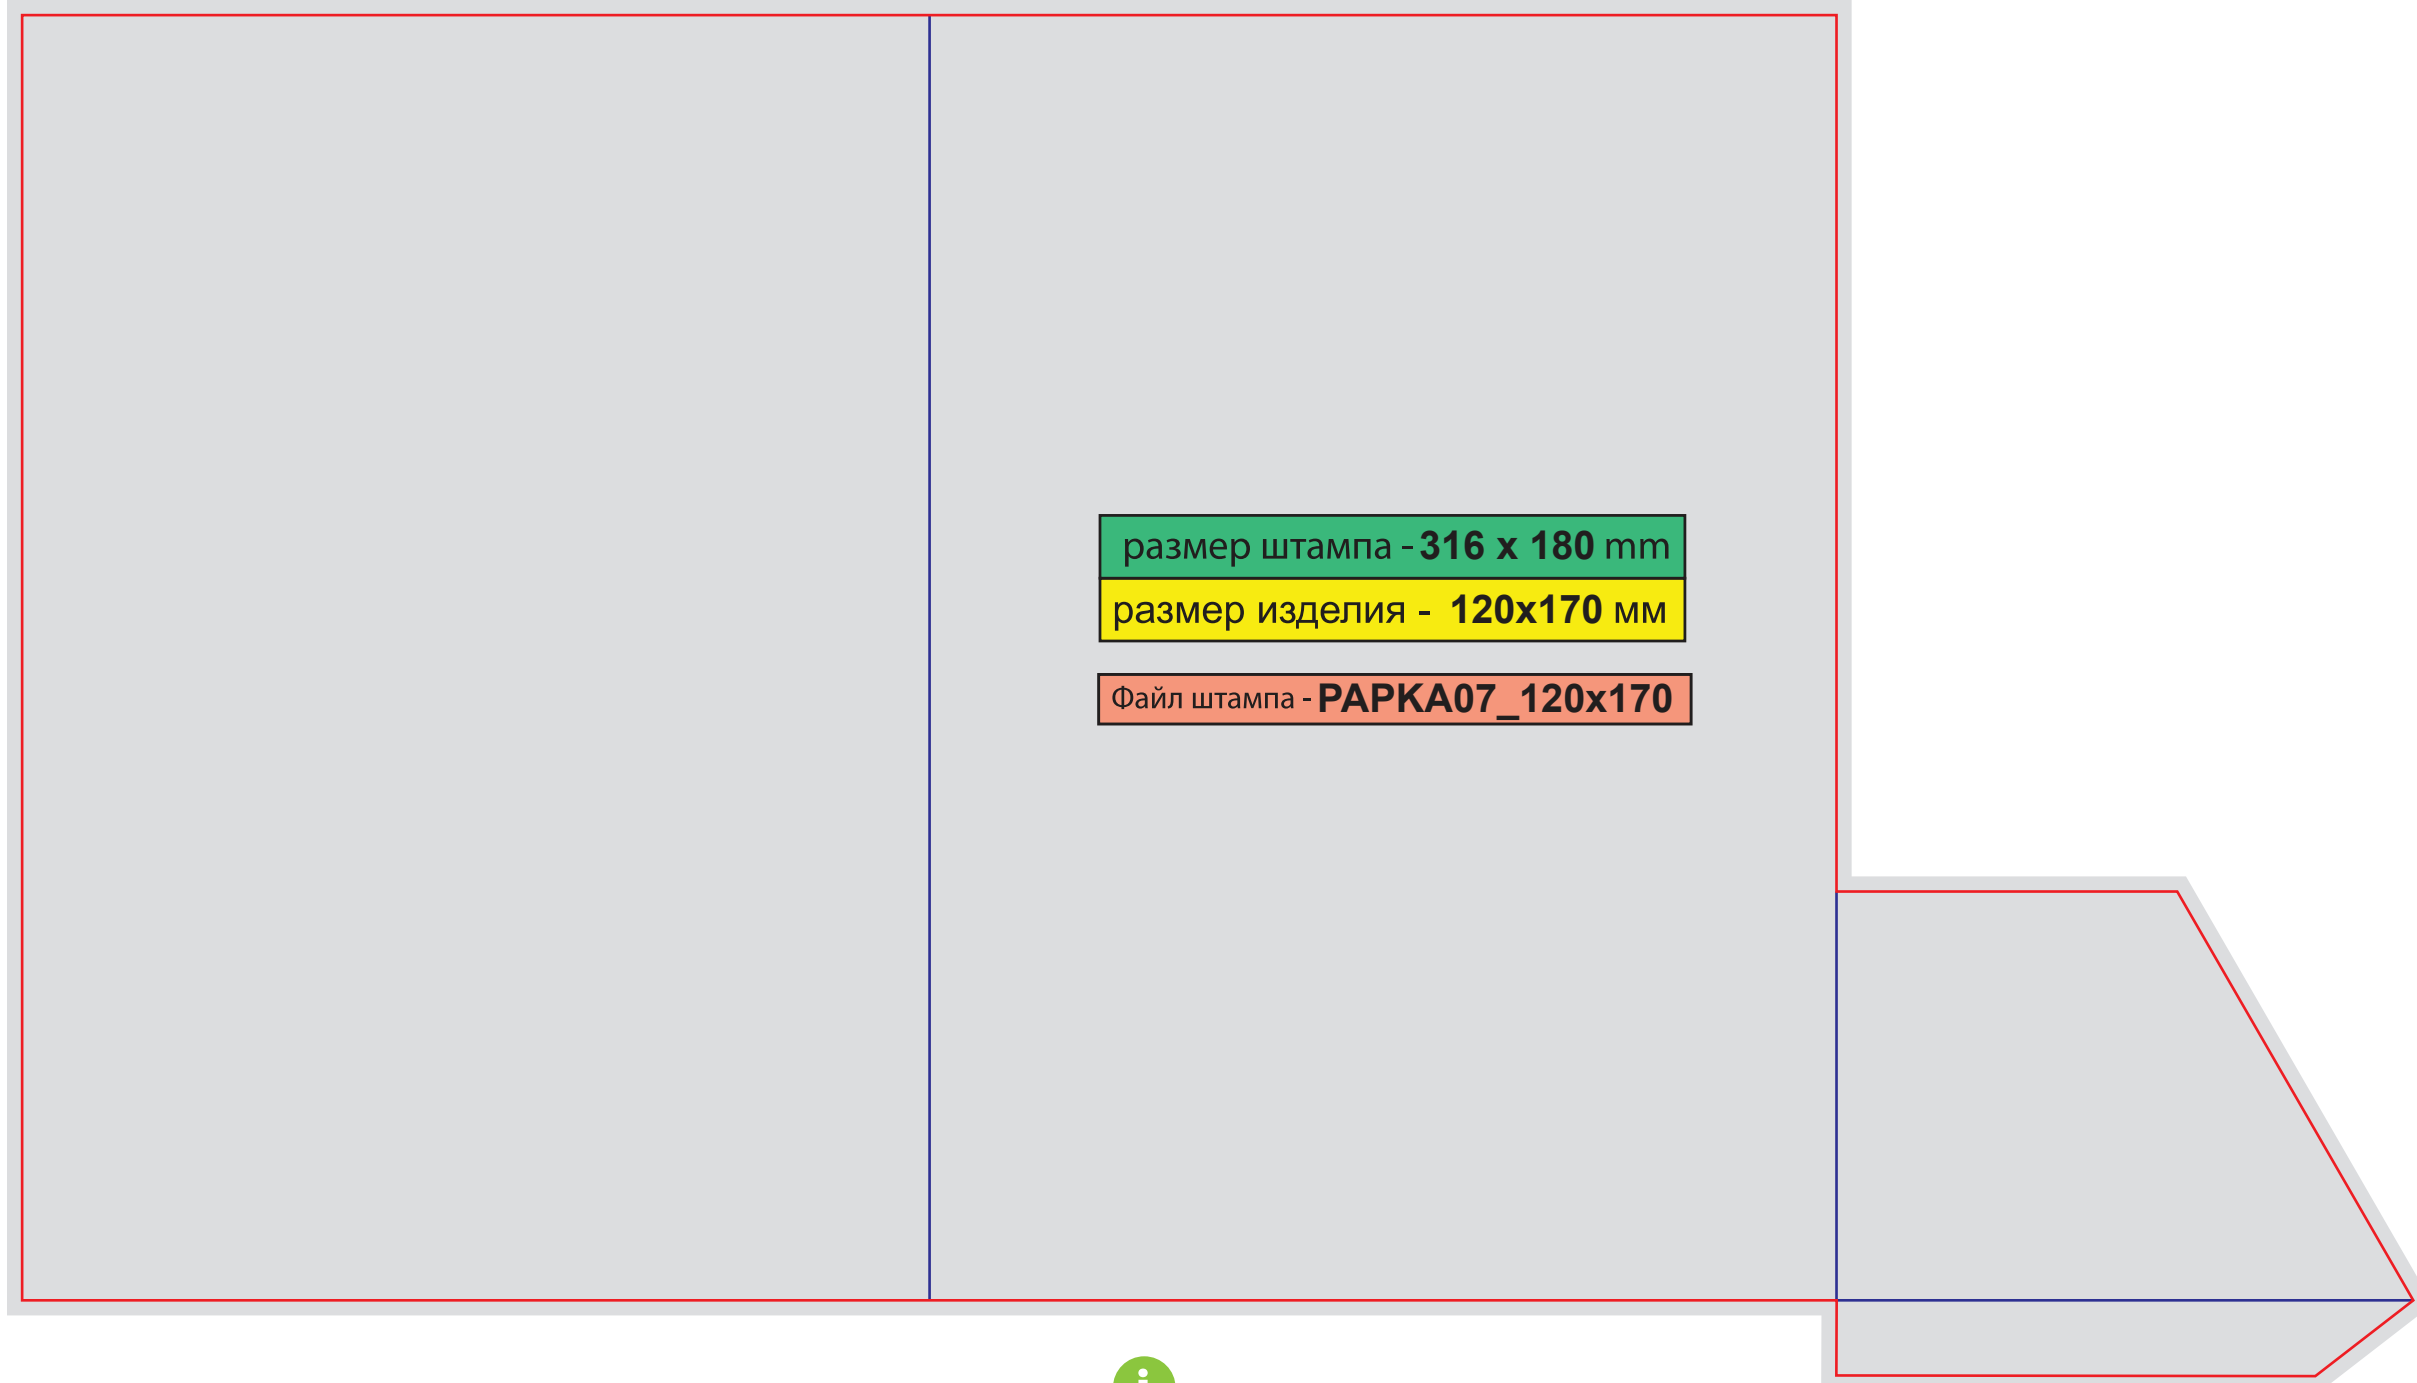 размер штампа - 316 x 180 mm
размер изделия - 120x170 мм
Файл штампа - PAPKA07_120x170